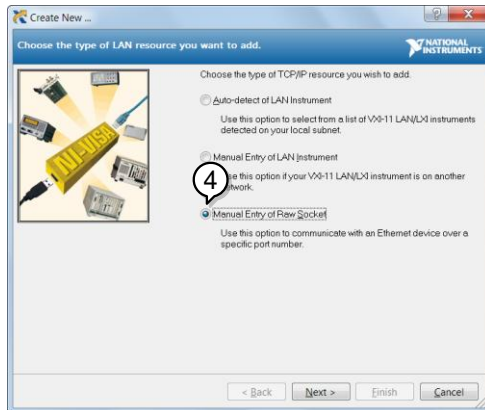 Create New ...
Choose the type of LAN resource you want to add.
NATIONAL
INSTRUMENTS
Choose the type of TCP/IP resource you wish to add.
Auto-detect of LAN Instrument
Use this option to select from a list of VXI-11 LAN/LXI instruments
detected on your local subnet.
Manual Entry of LAN Instrument
this option if your VXI-11 LAN/LXI instrument is on another
network.
4
Manual Entry of Raw Socket
Use this option to communicate with an Ethernet device over a
specific port number.
NI-VISA
< Back
Next >
Finish
Cancel